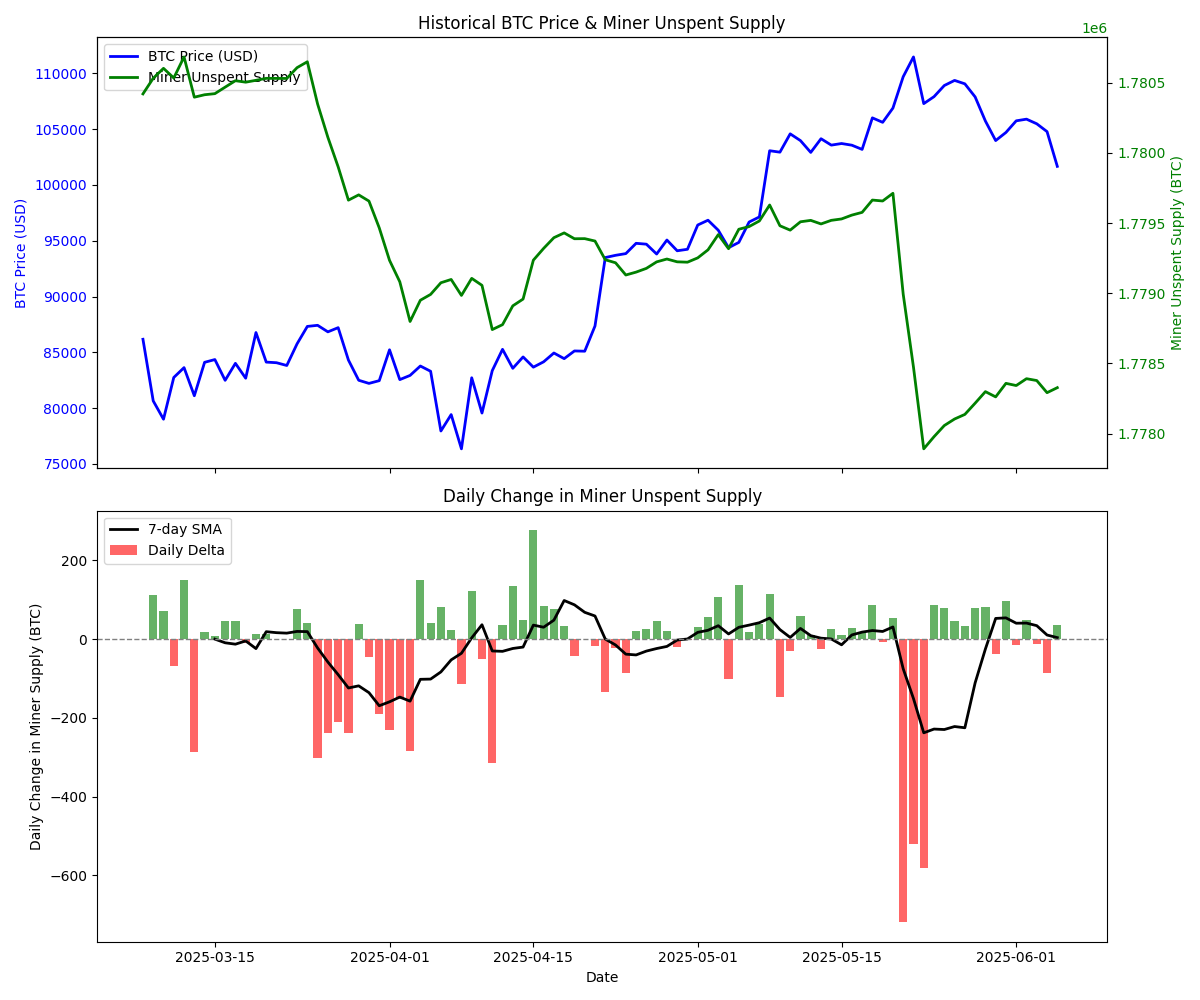 Historical BTC Price & Miner Unspent Supply
1e6
BTC Price (USD)
Miner Unspent Supply
110000
105000
100000
95000
90000
85000
80000
75000
BTC Price (USD)
1.7805
1.7800
1.7795
1.7790
1.7785
1.7780
Miner Unspent Supply (BTC)
Daily Change in Miner Unspent Supply
7-day SMA
Daily Delta
200
0
−200
−400
−600
Daily Change in Miner Supply (BTC)
2025-03-15 2025-04-01 2025-04-15 2025-05-01 2025-05-15 2025-06-01
Date